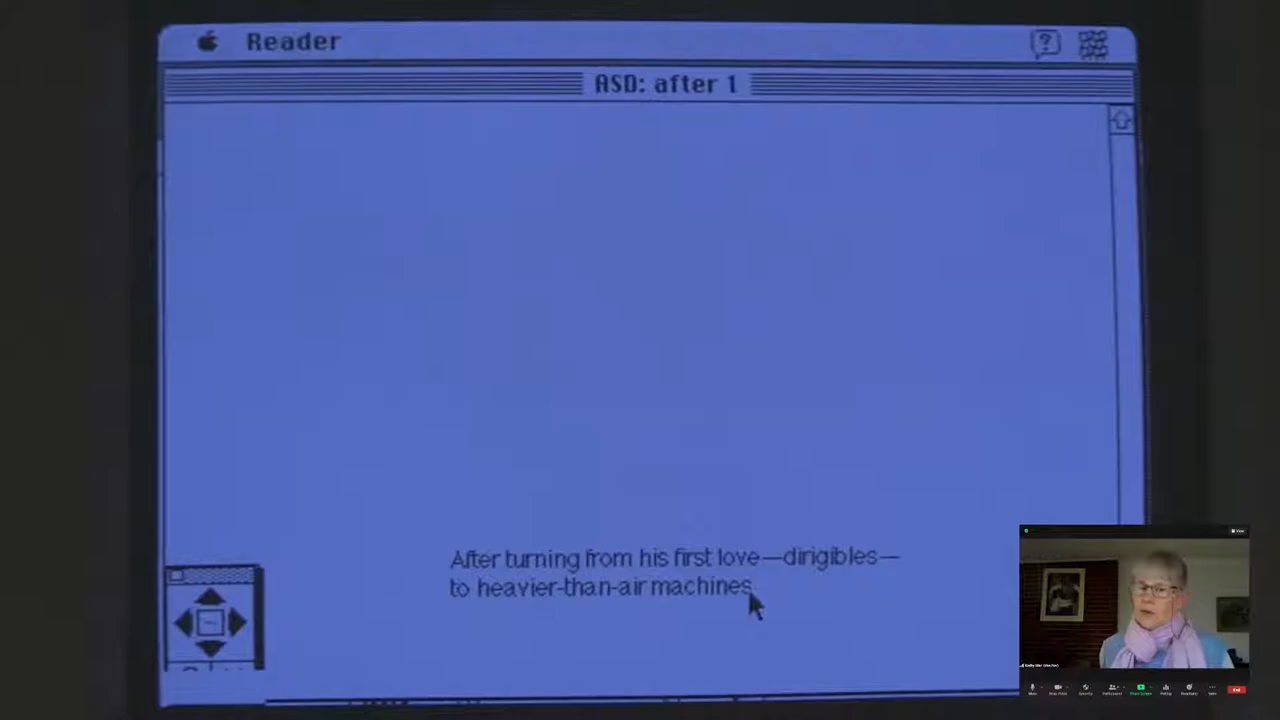 Reader
ASD: after 1
After turning from his first love—dirigibles—
to heavier-than-air machines